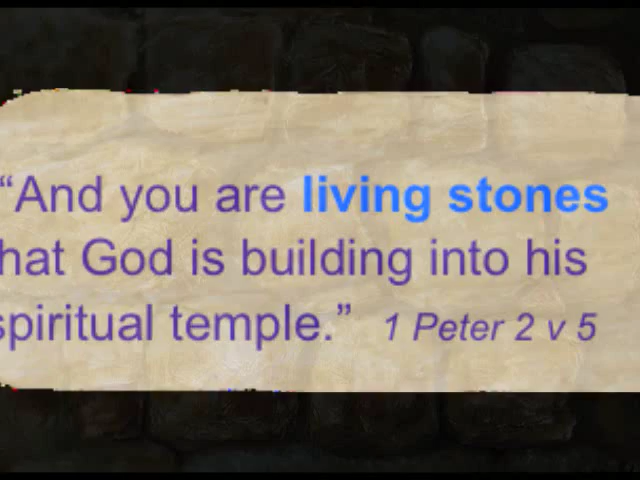 “And you are living stones
hat God is building into his
spiritual temple.” 1 Peter 2 v 5